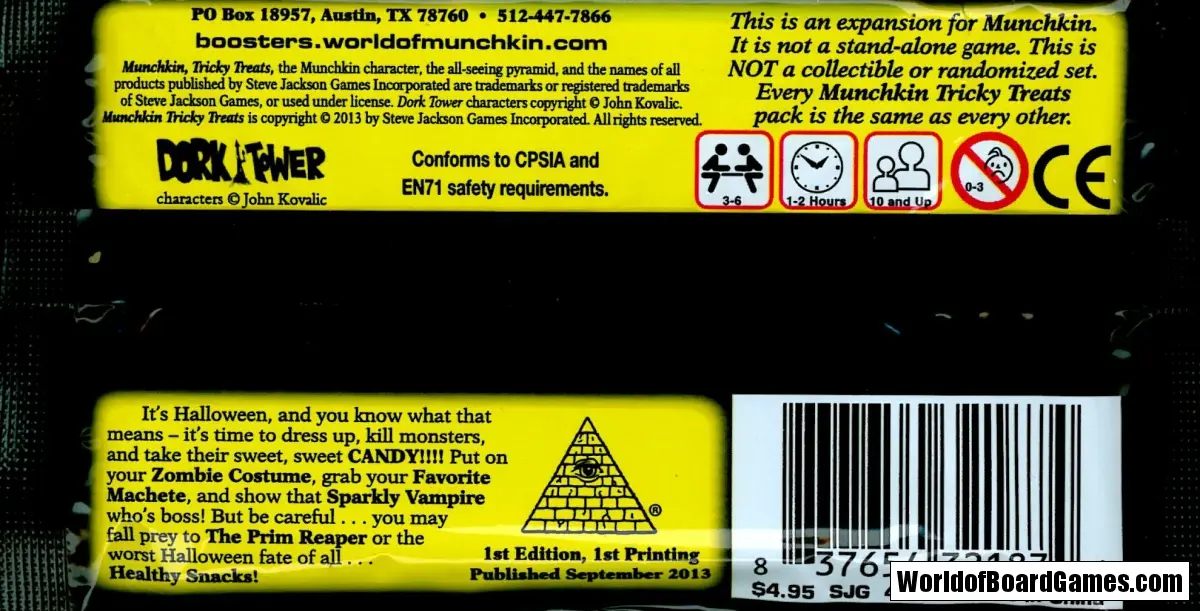 PO Box 18957, Austin, TX 78760 • 512-447-7866
boosters.worldofmunchkin.com
Munchkin, Tricky Treats, the Munchkin character, the all-seeing pyramid, and the names of all
products published by Steve Jackson Games Incorporated are trademarks or registered trademarks
of Steve Jackson Games, or used under license. Dork Tower characters copyright © John Kovalic.
Munchkin Tricky Treats is copyright © 2013 by Steve Jackson Games Incorporated. All rights reserved.
DORK TOWER
characters © John Kovalic
Conforms to CPSIA and
EN71 safety requirements.
This is an expansion for Munchkin.
It is not a stand-alone game. This is
NOT a collectible or randomized set.
Every Munchkin Tricky Treats
pack is the same as every other.
3-6
1-2 Hours
10 and Up
0-3
CE
It's Halloween, and you know what that
means – it's time to dress up, kill monsters,
and take their sweet, sweet CANDY!!!! Put on
your Zombie Costume, grab your Favorite
Machete, and show that Sparkly Vampire
who's boss! But be careful . . . you may
fall prey to The Prim Reaper or the
worst Halloween fate of all . . .
Healthy Snacks!
®
1st Edition, 1st Printing
Published September 2013
8
$4.95 SJG
WorldofBoardGames.com